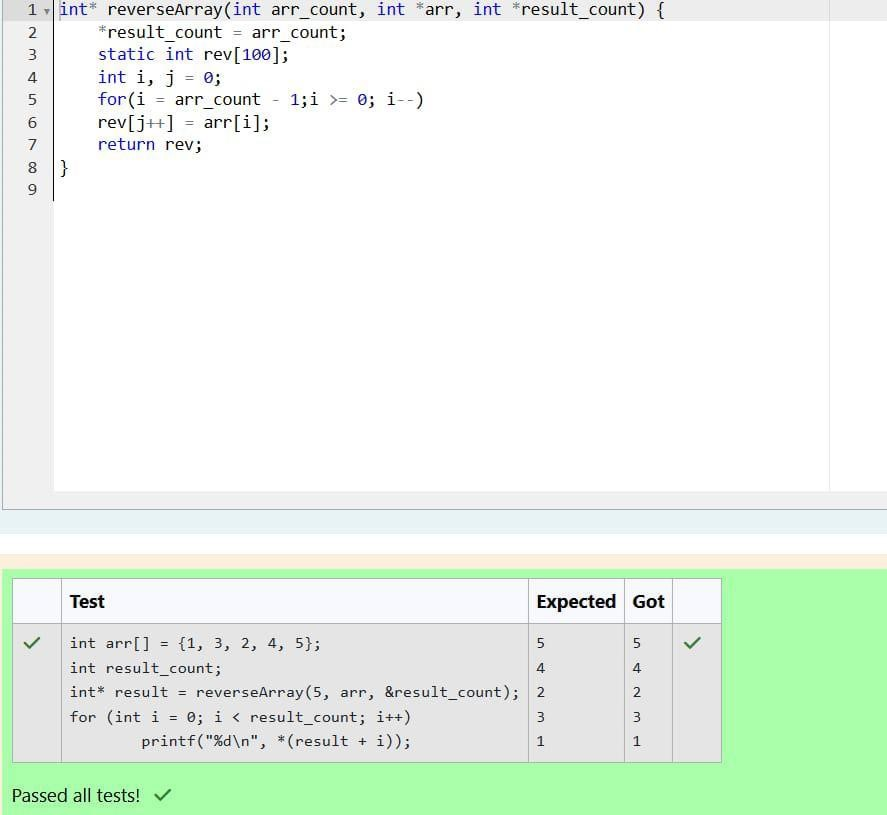 1 int* reverseArray(int arr_count, int *arr, int *result_count) {
2     *result_count = arr_count;
3     static int rev[100];
4     int i, j = 0;
5     for(i = arr_count - 1;i >= 0; i--)
6     rev[j++] = arr[i];
7     return rev;
8 }
9
Test Expected Got
int arr[] = {1, 3, 2, 4, 5}; 5 5
int result_count; 4 4
int* result = reverseArray(5, arr, &result_count); 2 2
for (int i = 0; i < result_count; i++) 3 3
        printf("%d\n", *(result + i)); 1 1
Passed all tests!